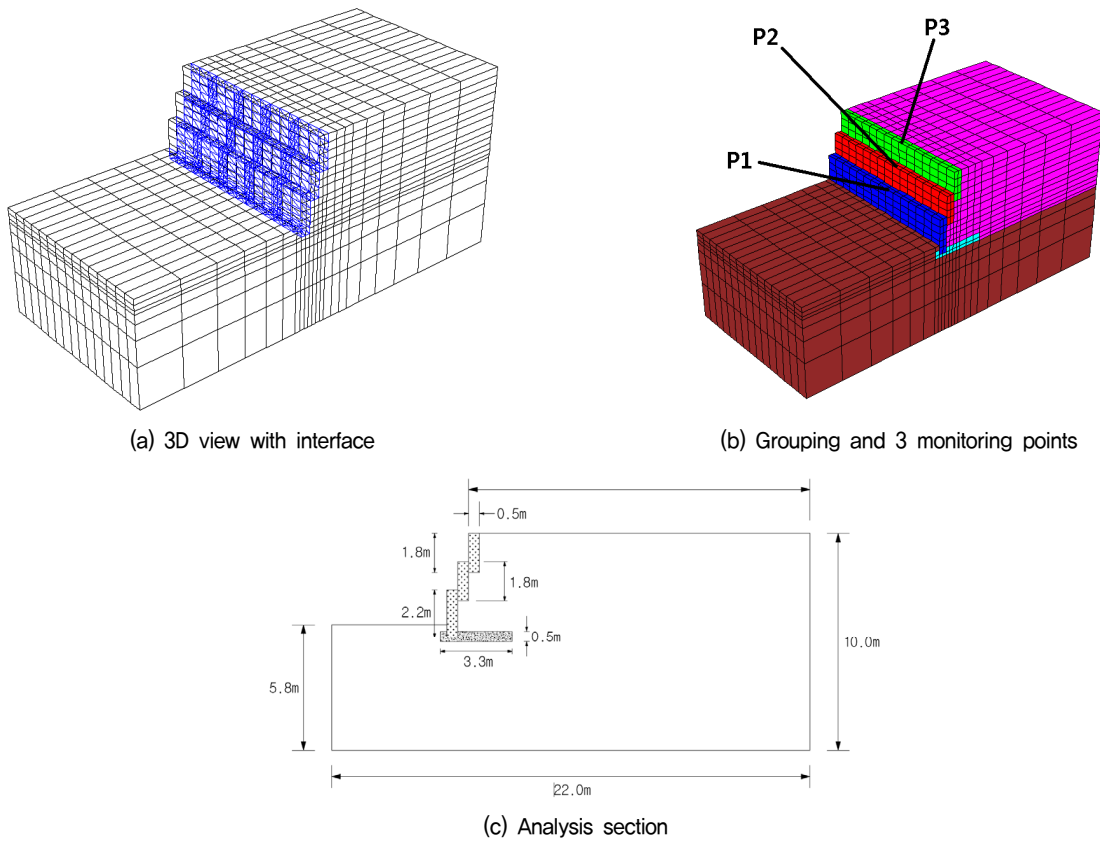 P3
P2
P1
(a) 3D view with interface
(b) Grouping and 3 monitoring points
0.5m
1.8m
1.8m
2.2m
0.5m
3.3m
10.0m
5.8m
22.0m
(c) Analysis section